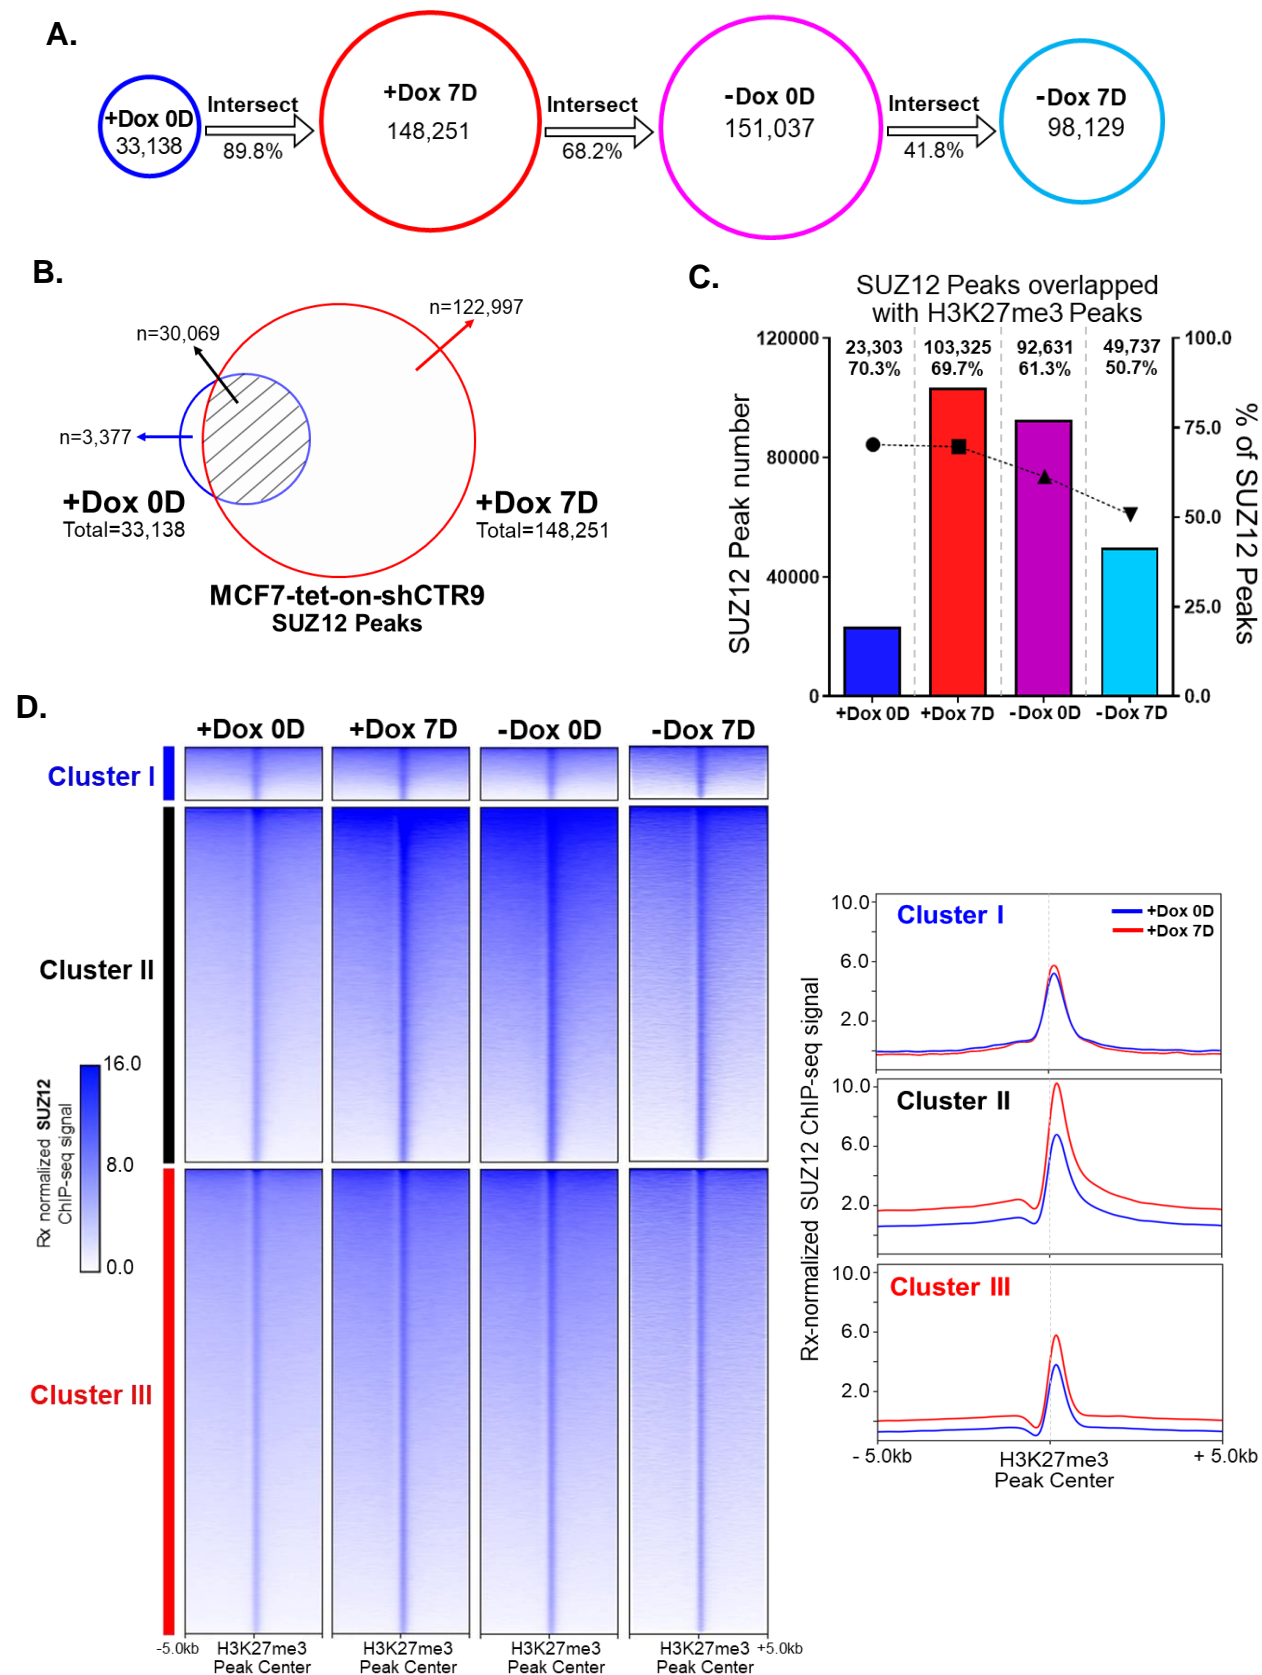 A.
+Dox 0D
33,138
Intersect
89.8%
+Dox 7D
148,251
Intersect
68.2%
-Dox 0D
151,037
Intersect
41.8%
-Dox 7D
98,129
B.
n=30,069
n=122,997
n=3,377
+Dox 0D
Total=33,138
+Dox 7D
Total=148,251
MCF7-tet-on-shCTR9
SUZ12 Peaks
C.
SUZ12 Peaks overlapped
with H3K27me3 Peaks
23,303
70.3%
103,325
69.7%
92,631
61.3%
49,737
50.7%
SUZ12 Peak number
120000
80000
40000
0
% of SUZ12 Peaks
100.0
75.0
50.0
25.0
0.0
+Dox 0D
+Dox 7D
-Dox 0D
-Dox 7D
D.
+Dox 0D
+Dox 7D
-Dox 0D
-Dox 7D
Cluster I
Cluster II
Cluster III
Rx normalized SUZ12
ChIP-seq signal
16.0
8.0
0.0
-5.0kb
H3K27me3
Peak Center
H3K27me3
Peak Center
H3K27me3
Peak Center
H3K27me3
Peak Center
+5.0kb
Rx-normalized SUZ12 ChIP-seq signal
Cluster I
+Dox 0D
+Dox 7D
10.0
6.0
2.0
Cluster II
10.0
6.0
2.0
Cluster III
10.0
6.0
2.0
- 5.0kb
H3K27me3
Peak Center
+ 5.0kb